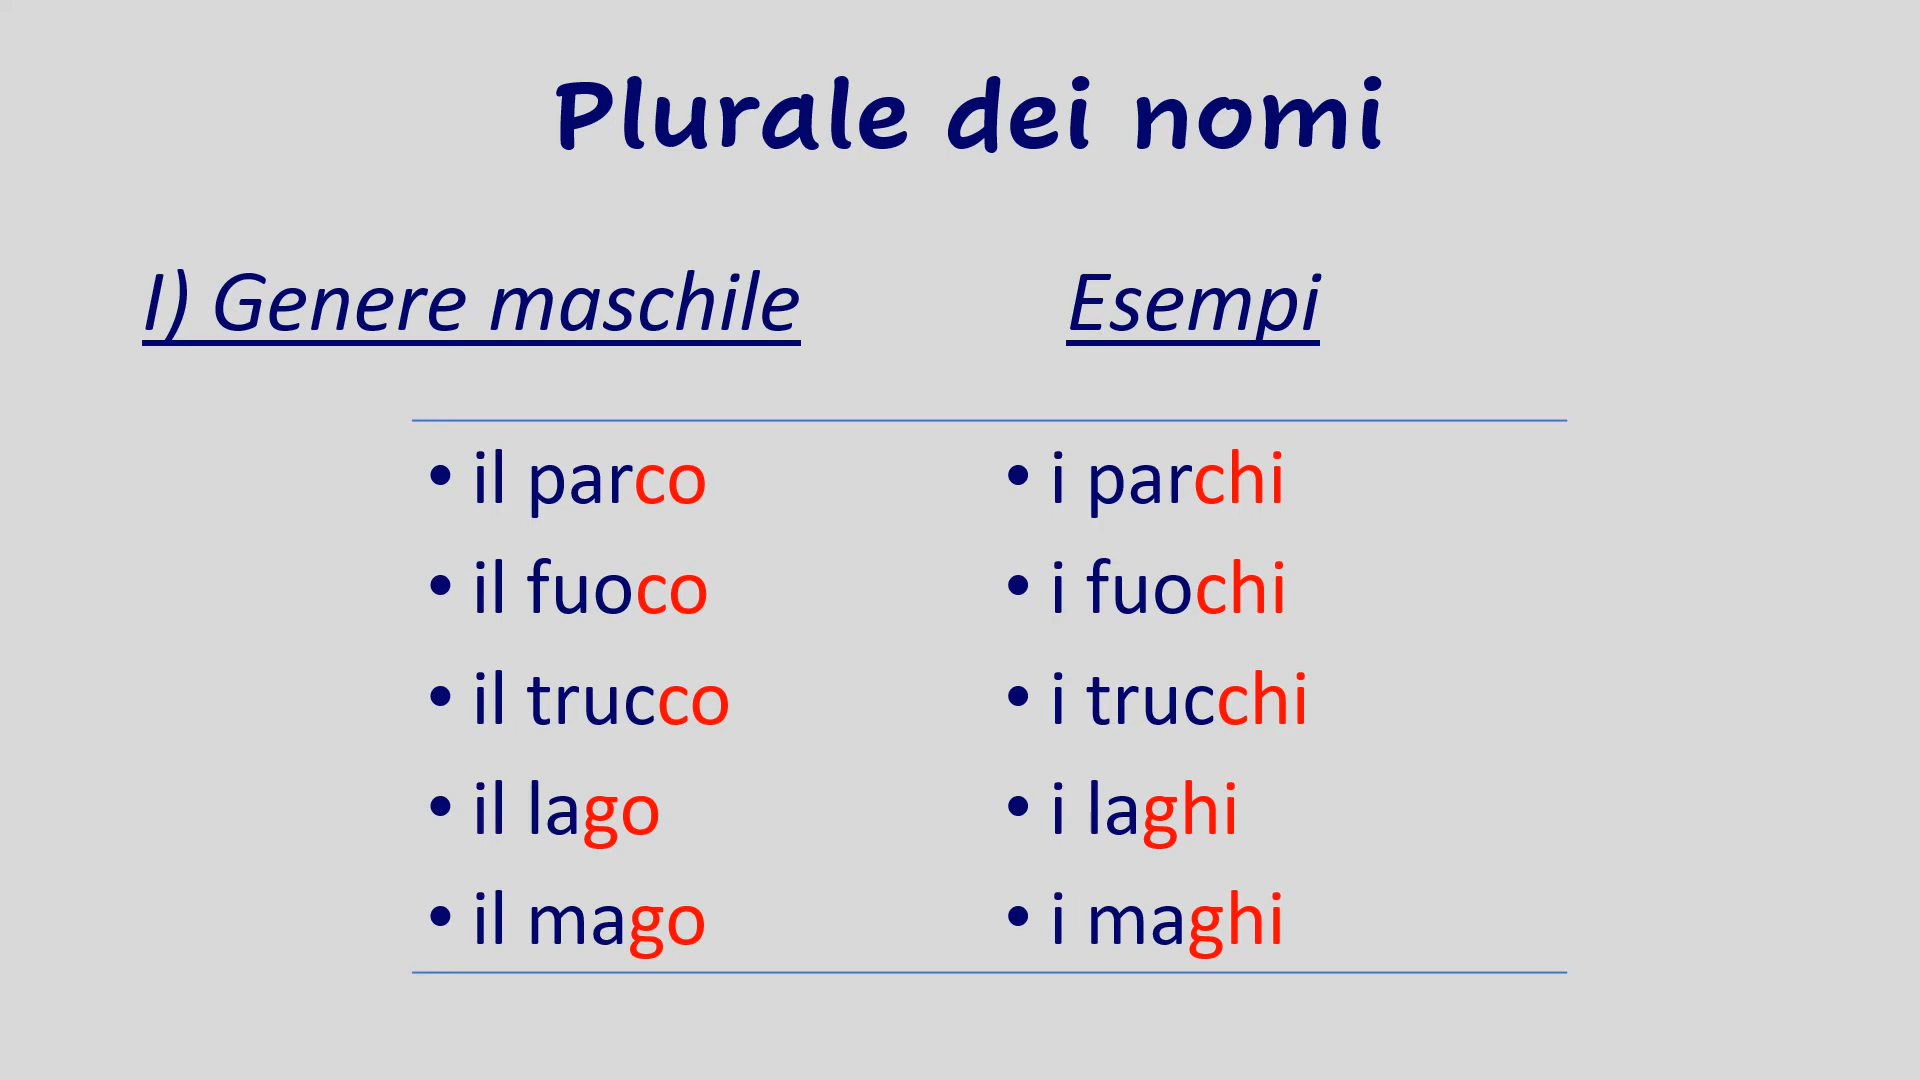 Plurale dei nomi
I) Genere maschile Esempi
• il parco • i parchi
• il fuoco • i fuochi
• il trucco • i trucchi
• il lago • i laghi
• il mago • i maghi